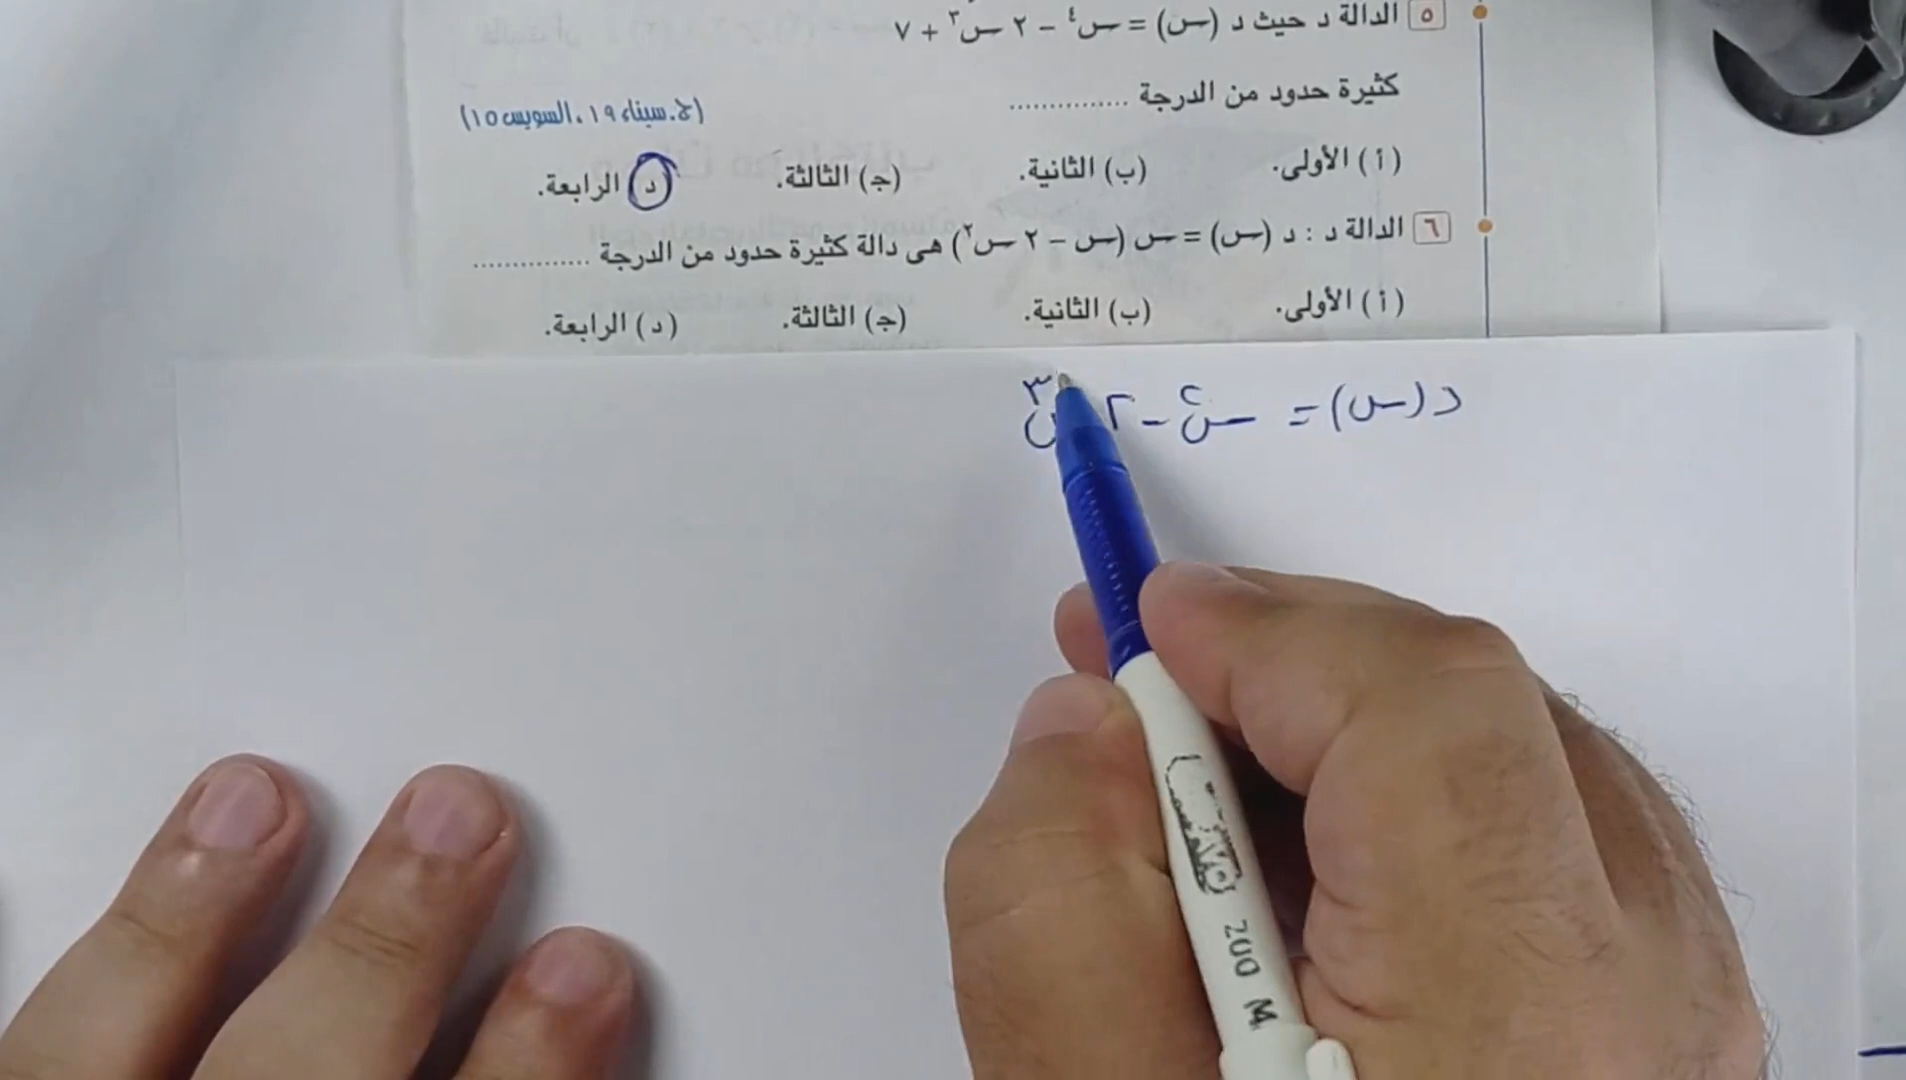 ٥ الدالة د حيث د (س) = س٤ − ٢ س٣ + ٧
كثيرة حدود من الدرجة ...............
(ج.سيناء ١٩، السويس ١٥)
(أ) الأولى. (ب) الثانية. (جـ) الثالثة. (د) الرابعة.
٦ الدالة د : د (س) = س (س − ٢ س٢) هى دالة كثيرة حدود من الدرجة ...............
(أ) الأولى. (ب) الثانية. (جـ) الثالثة. (د) الرابعة.
د (س) = س٢ − ٢ س٣
200 M